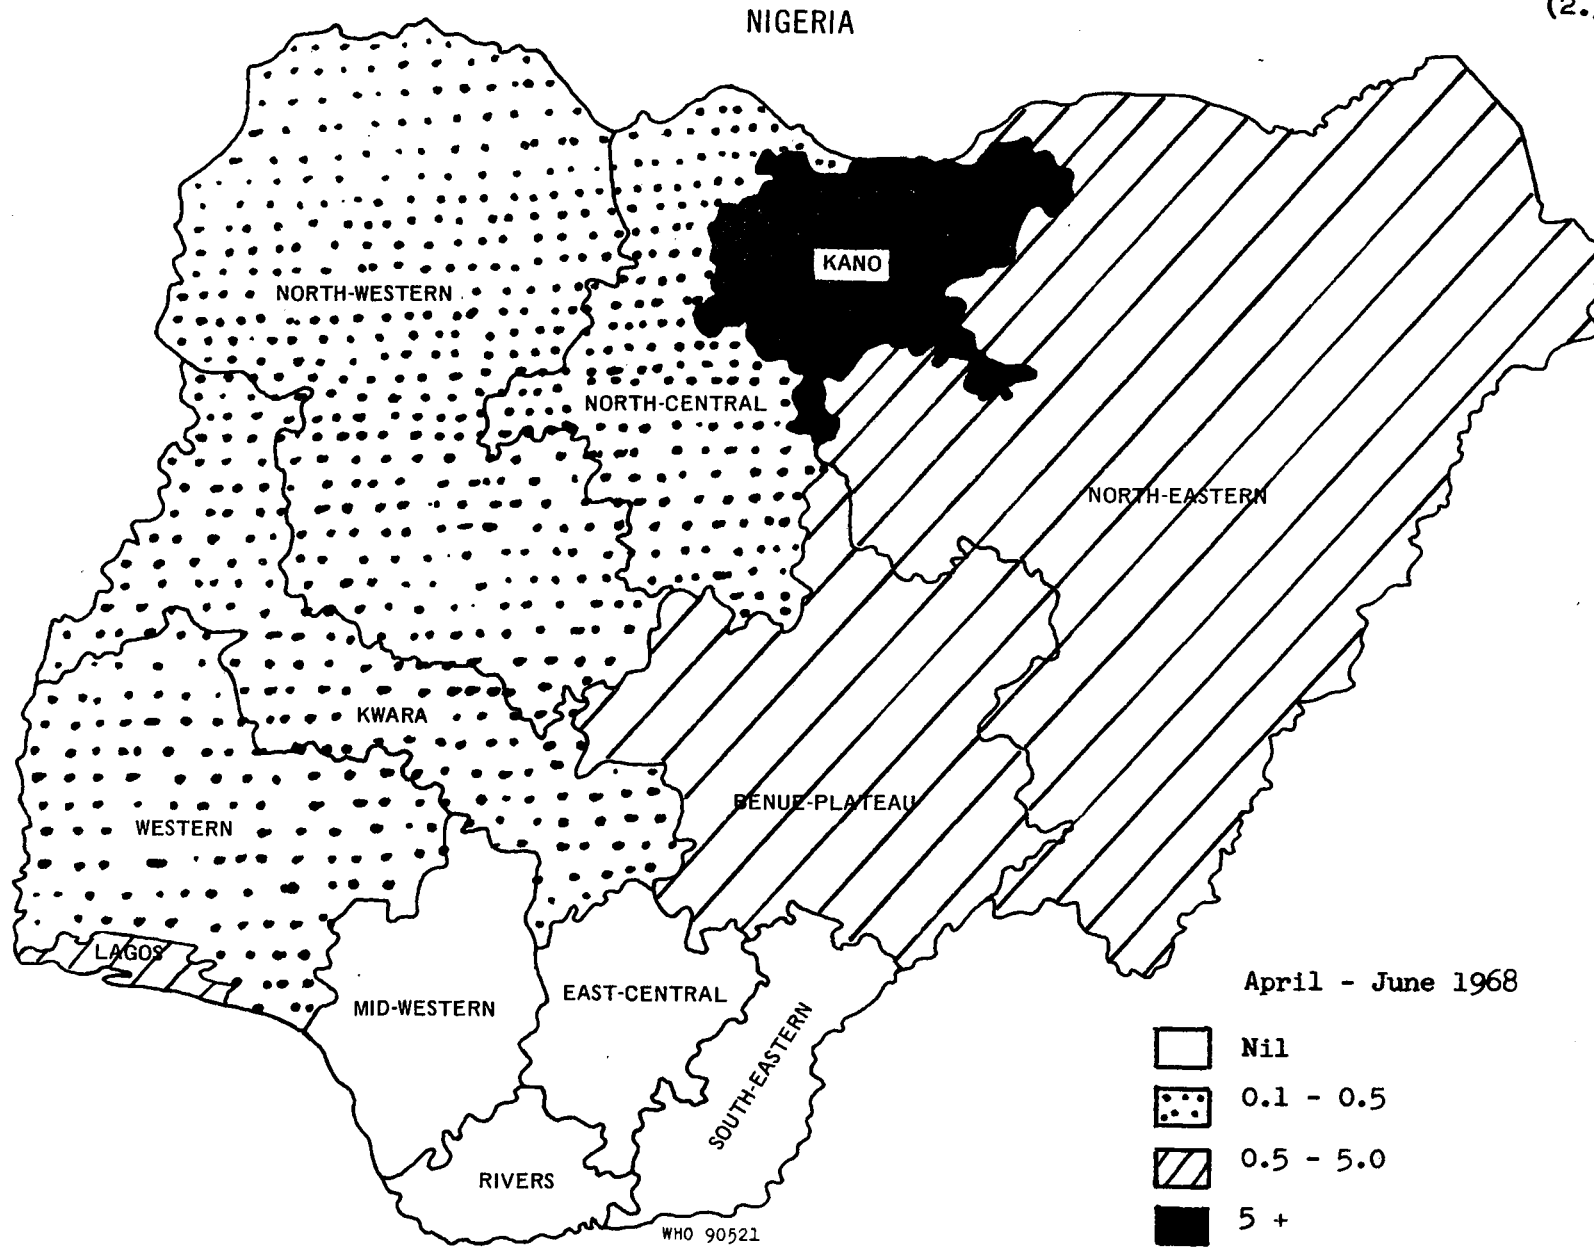 (2.
NIGERIA
KANO
NORTH-WESTERN
NORTH-CENTRAL
NORTH-EASTERN
KWARA
BENUE-PLATEAU
WESTERN
LAGOS
MID-WESTERN
EAST-CENTRAL
SOUTH-EASTERN
RIVERS
WHO 90521
April - June 1968
Nil
0.1 - 0.5
0.5 - 5.0
5 +